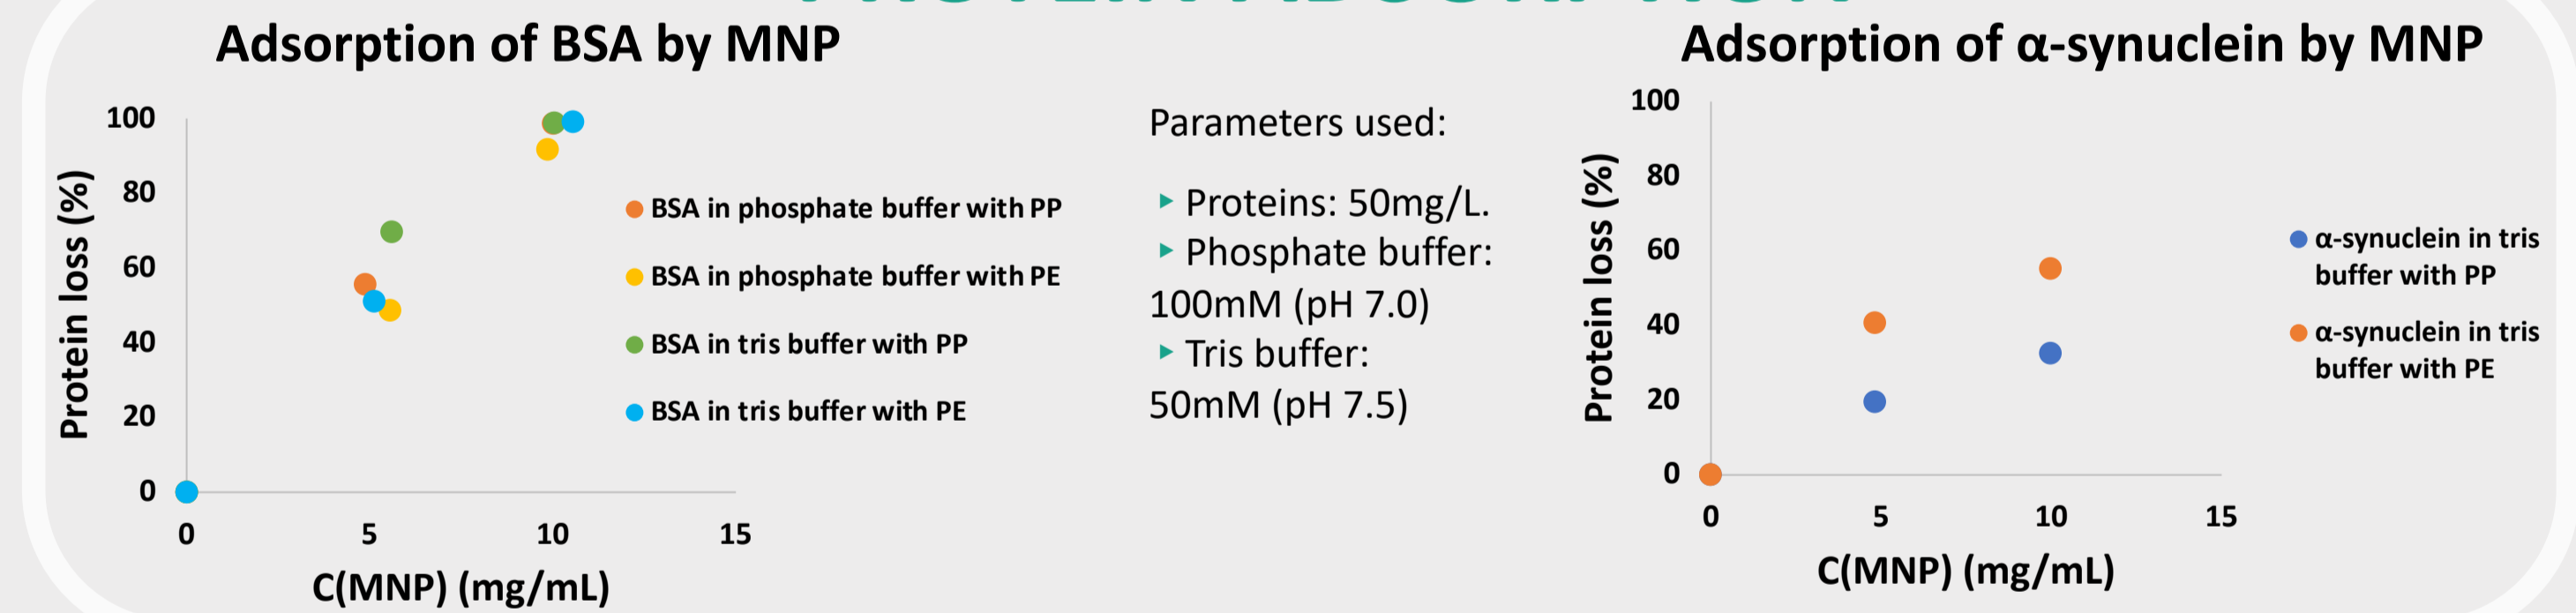 Adsorption of BSA by MNP
Protein loss (%)
100
80
60
40
20
0
0 5 10 15
C(MNP) (mg/mL)
BSA in phosphate buffer with PP
BSA in phosphate buffer with PE
BSA in tris buffer with PP
BSA in tris buffer with PE
Parameters used:
Proteins: 50mg/L.
Phosphate buffer:
100mM (pH 7.0)
Tris buffer:
50mM (pH 7.5)
Adsorption of α-synuclein by MNP
Protein loss (%)
100
80
60
40
20
0
0 5 10 15
C(MNP) (mg/mL)
α-synuclein in tris
buffer with PP
α-synuclein in tris
buffer with PE